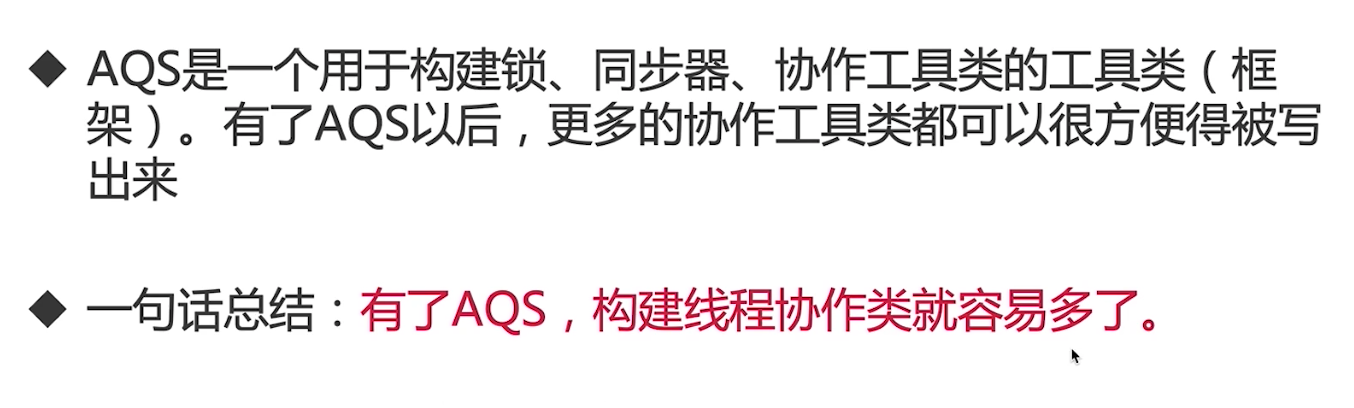 ◆ AQS是一个用于构建锁、同步器、协作工具类的工具类（框
架）。有了AQS以后，更多的协作工具类都可以很方便得被写
出来
◆ 一句话总结：有了AQS，构建线程协作类就容易多了。